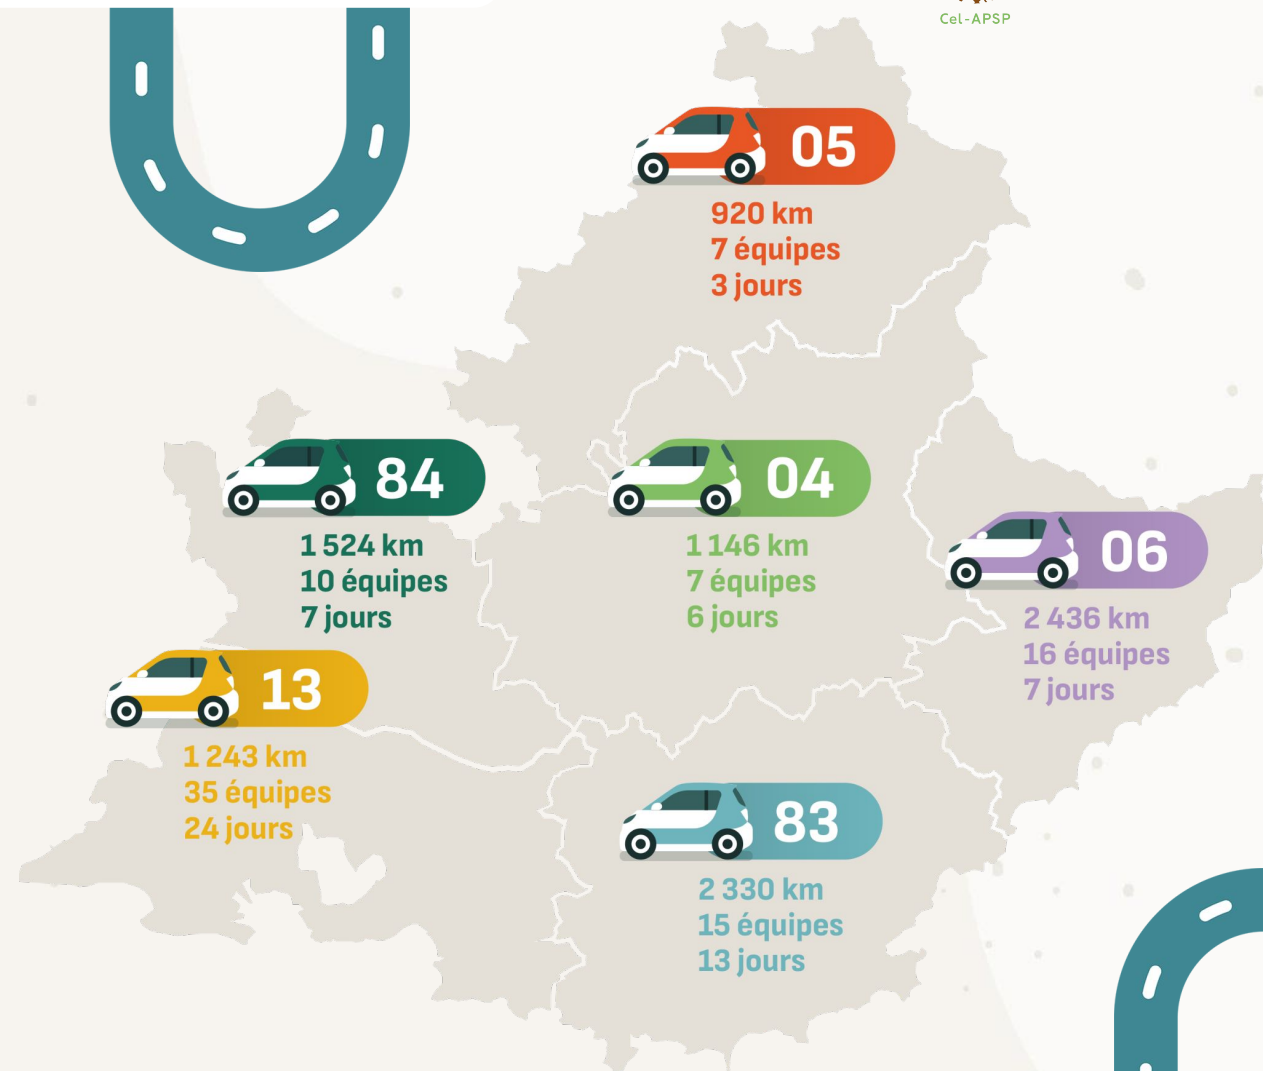 Cel-APSP
05
920 km
7 équipes
3 jours
84
1 524 km
10 équipes
7 jours
04
1 146 km
7 équipes
6 jours
06
2 436 km
16 équipes
7 jours
13
1 243 km
35 équipes
24 jours
83
2 330 km
15 équipes
13 jours